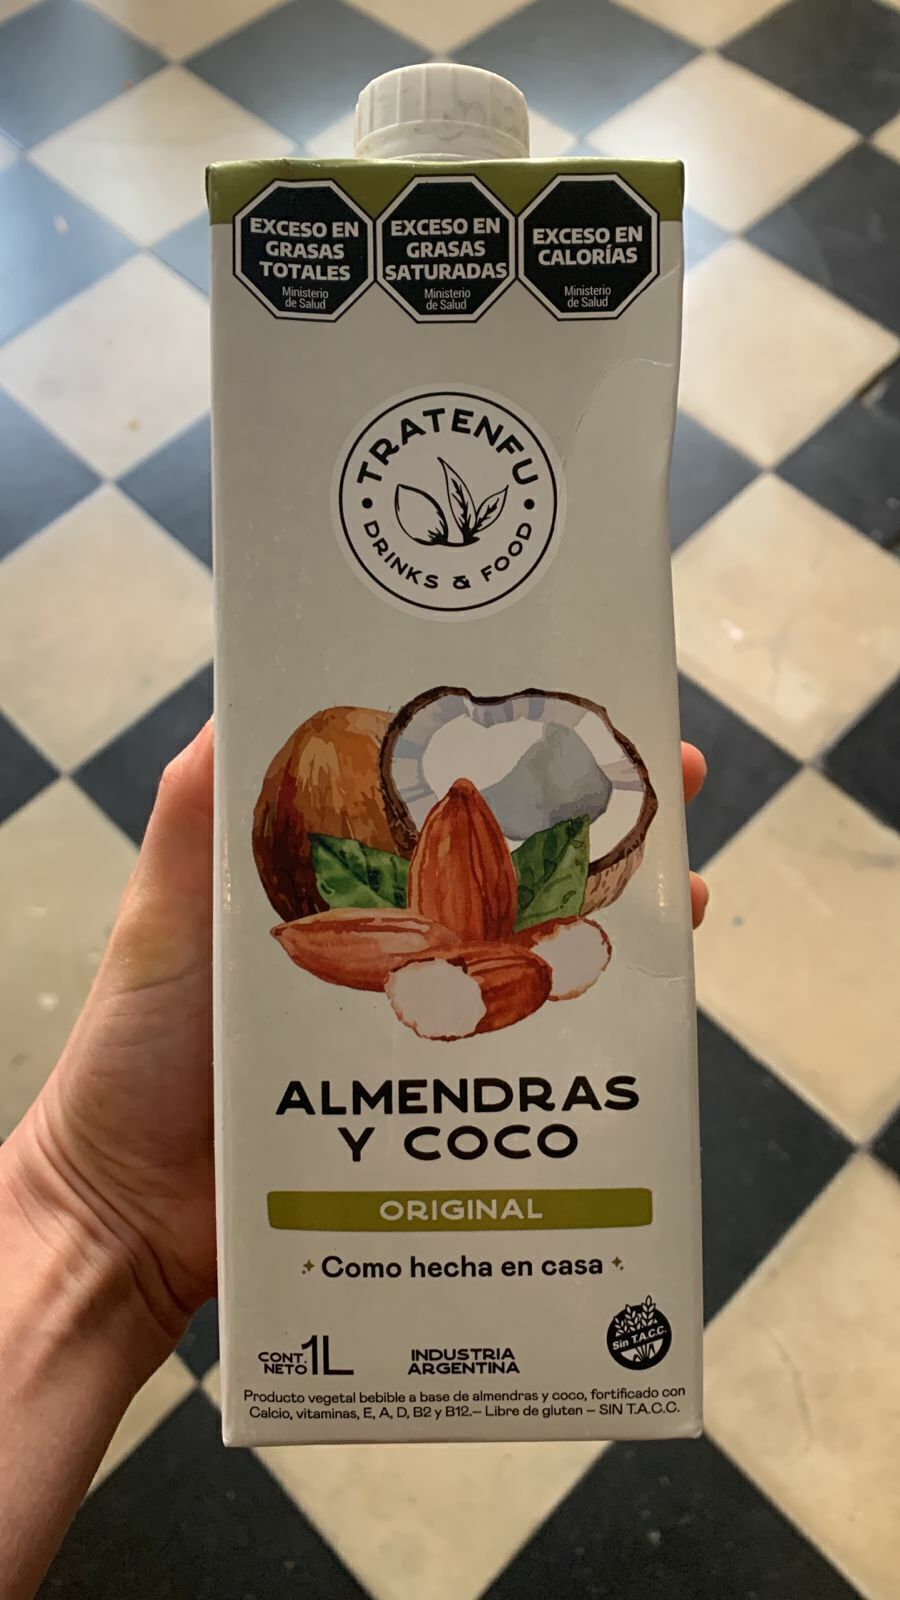 EXCESO EN
GRASAS
TOTALES
Ministerio
de Salud
EXCESO EN
GRASAS
SATURADAS
Ministerio
de Salud
EXCESO EN
CALORÍAS
Ministerio
de Salud
TRATENFU
DRINKS & FOOD
ALMENDRAS
Y COCO
ORIGINAL
Como hecha en casa
CONT. NETO 1L
INDUSTRIA
ARGENTINA
Sin T.A.C.C.
Producto vegetal bebible a base de almendras y coco, fortificado con
Calcio, vitaminas, E, A, D, B2 y B12.– Libre de gluten – SIN T.A.C.C.